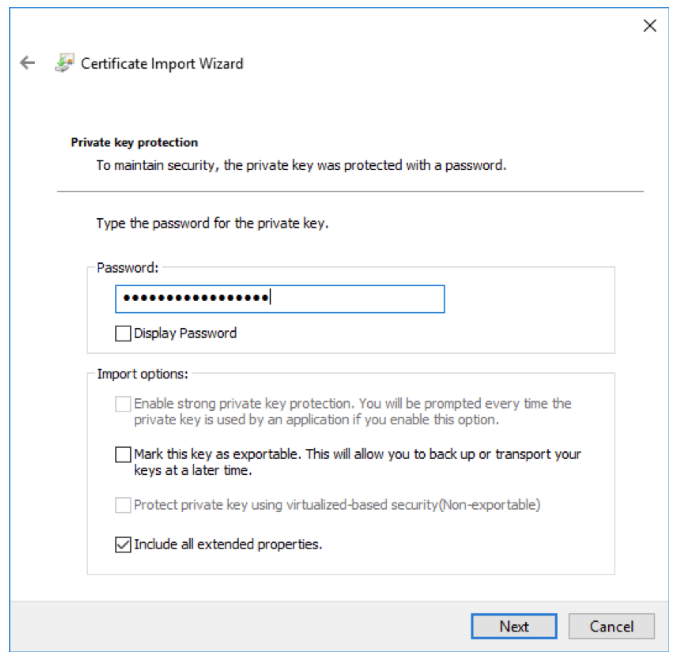 Certificate Import Wizard
Private key protection
To maintain security, the private key was protected with a password.
Type the password for the private key.
Password:
•••••••••••••••••
Display Password
Import options:
Enable strong private key protection. You will be prompted every time the
private key is used by an application if you enable this option.
Mark this key as exportable. This will allow you to back up or transport your
keys at a later time.
Protect private key using virtualized-based security(Non-exportable)
Include all extended properties.
Next
Cancel